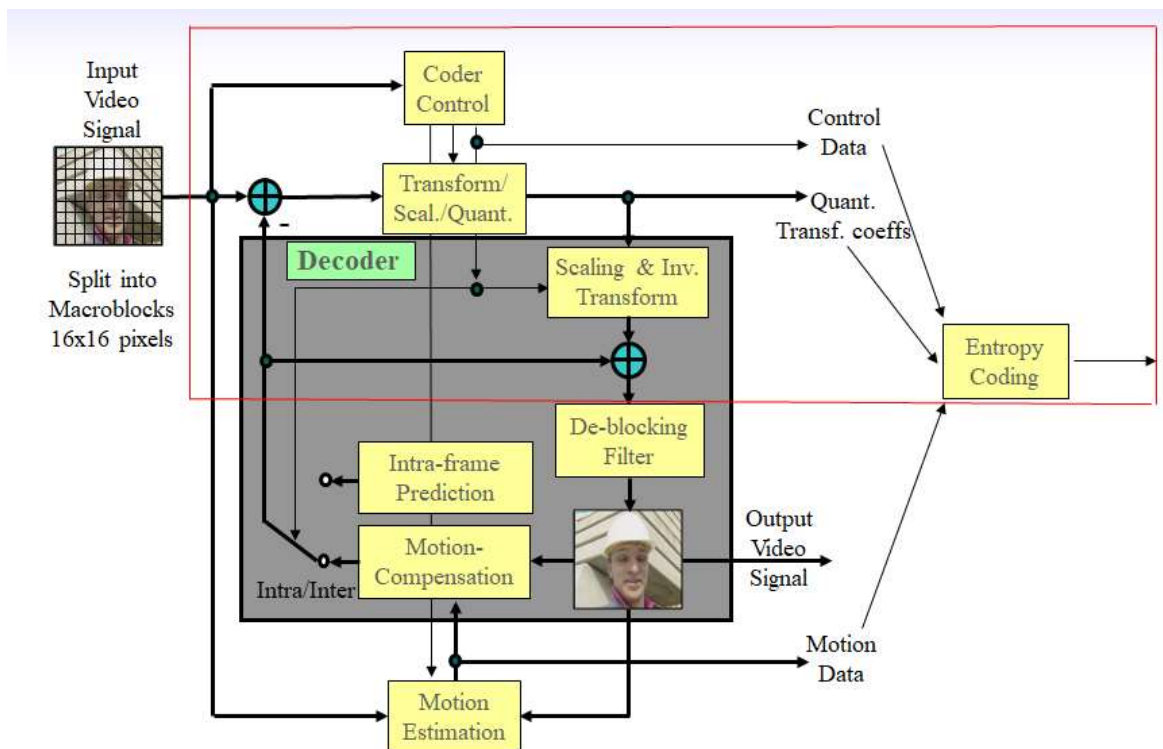 Input
Video
Signal
Split into
Macroblocks
16x16 pixels
Coder
Control
Transform/
Scal./Quant.
-
Decoder
Scaling & Inv.
Transform
De-blocking
Filter
Intra-frame
Prediction
Motion-
Compensation
Intra/Inter
Motion
Estimation
Control
Data
Quant.
Transf. coeffs
Entropy
Coding
Output
Video
Signal
Motion
Data